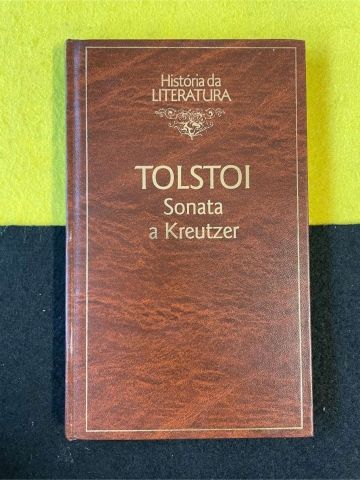 História da
LITERATURA
TOLSTOI
Sonata
a Kreutzer